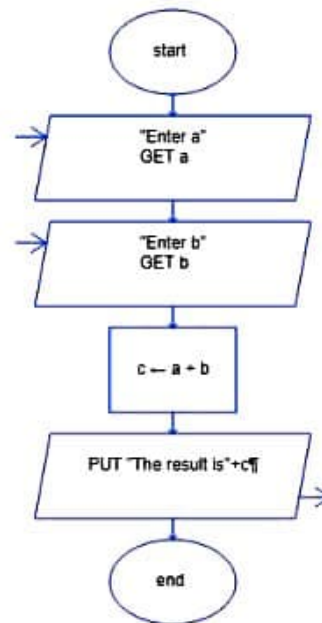 start
"Enter a"
GET a
"Enter b"
GET b
c ← a + b
PUT "The result is"+c¶
end